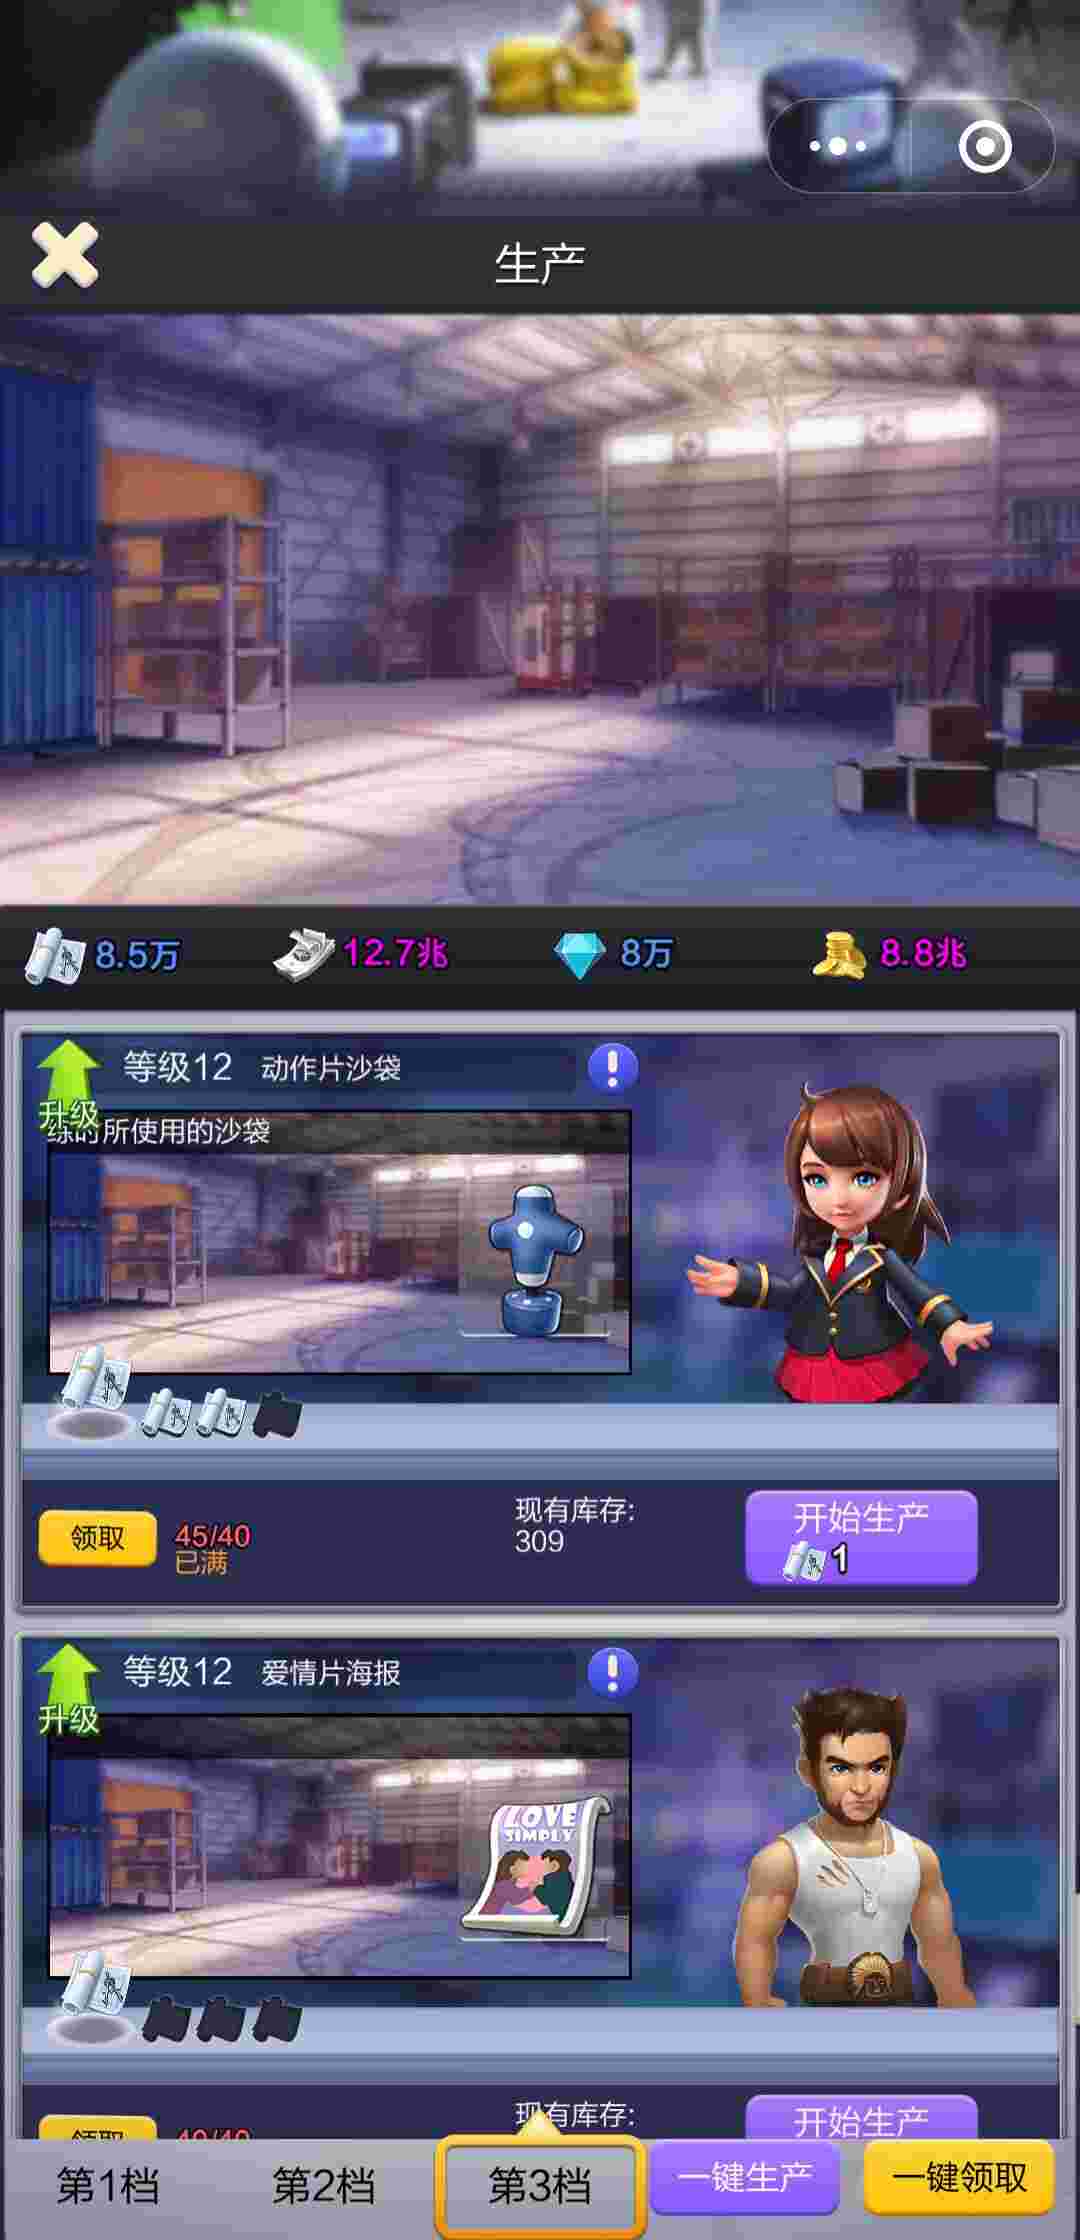 生产
8.5万 12.7兆 8万 8.8兆
等级12 动作片沙袋
升级
练时所使用的沙袋
领取 45/40
已满
现有库存:
309
开始生产
1
等级12 爱情片海报
升级
LOVE
SIMPLY
领取 40/40
现有库存:
开始生产
第1档 第2档 第3档 一键生产 一键领取